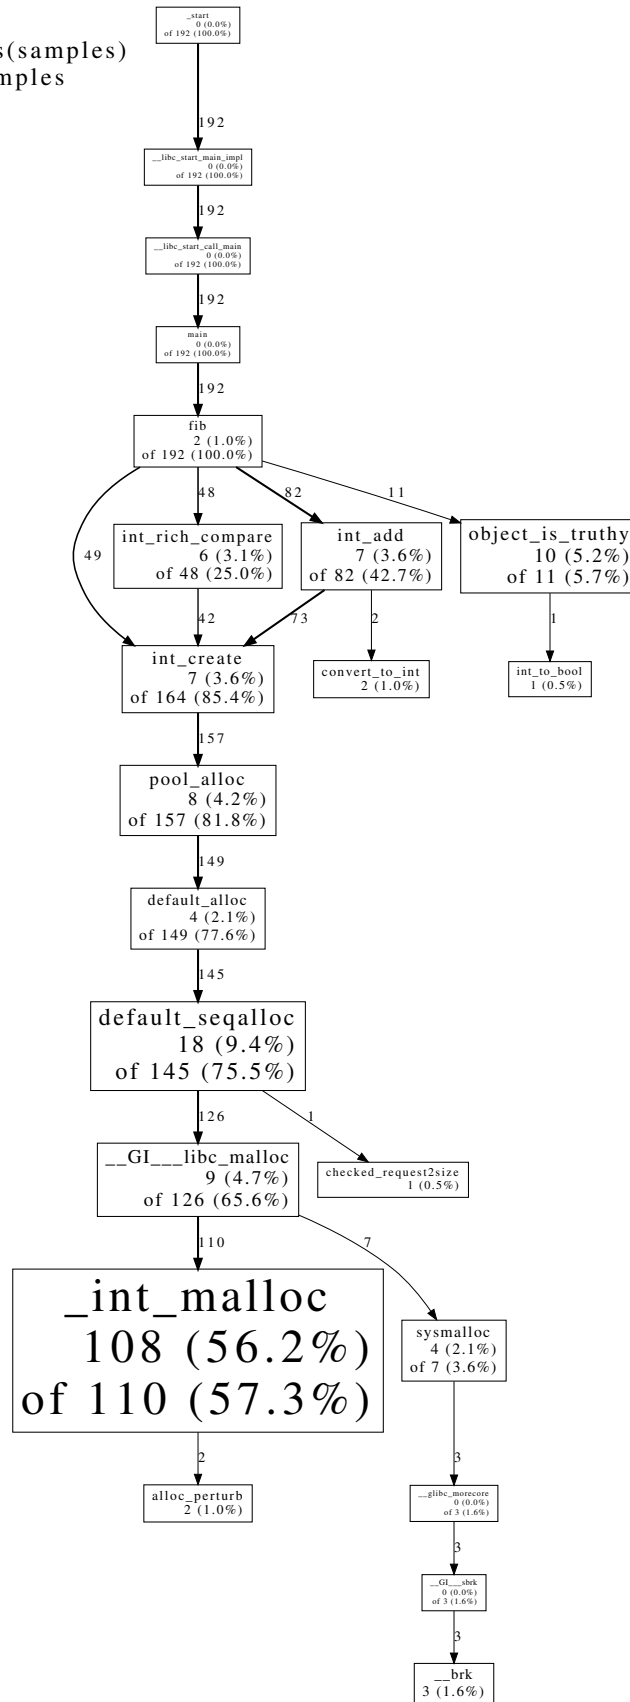 _start
0 (0.0%)
of 192 (100.0%)
s(samples)
mples
192
__libc_start_main_impl
0 (0.0%)
of 192 (100.0%)
192
__libc_start_call_main
0 (0.0%)
of 192 (100.0%)
192
main
0 (0.0%)
of 192 (100.0%)
192
fib
2 (1.0%)
of 192 (100.0%)
48
82
11
49
int_rich_compare
6 (3.1%)
of 48 (25.0%)
int_add
7 (3.6%)
of 82 (42.7%)
object_is_truthy
10 (5.2%)
of 11 (5.7%)
42
73
2
1
int_create
7 (3.6%)
of 164 (85.4%)
convert_to_int
2 (1.0%)
int_to_bool
1 (0.5%)
157
pool_alloc
8 (4.2%)
of 157 (81.8%)
149
default_alloc
4 (2.1%)
of 149 (77.6%)
145
default_seqalloc
18 (9.4%)
of 145 (75.5%)
126
1
__GI___libc_malloc
9 (4.7%)
of 126 (65.6%)
checked_request2size
1 (0.5%)
110
7
_int_malloc
108 (56.2%)
of 110 (57.3%)
sysmalloc
4 (2.1%)
of 7 (3.6%)
2
3
alloc_perturb
2 (1.0%)
__glibc_morecore
0 (0.0%)
of 3 (1.6%)
3
__GI___sbrk
0 (0.0%)
of 3 (1.6%)
3
__brk
3 (1.6%)